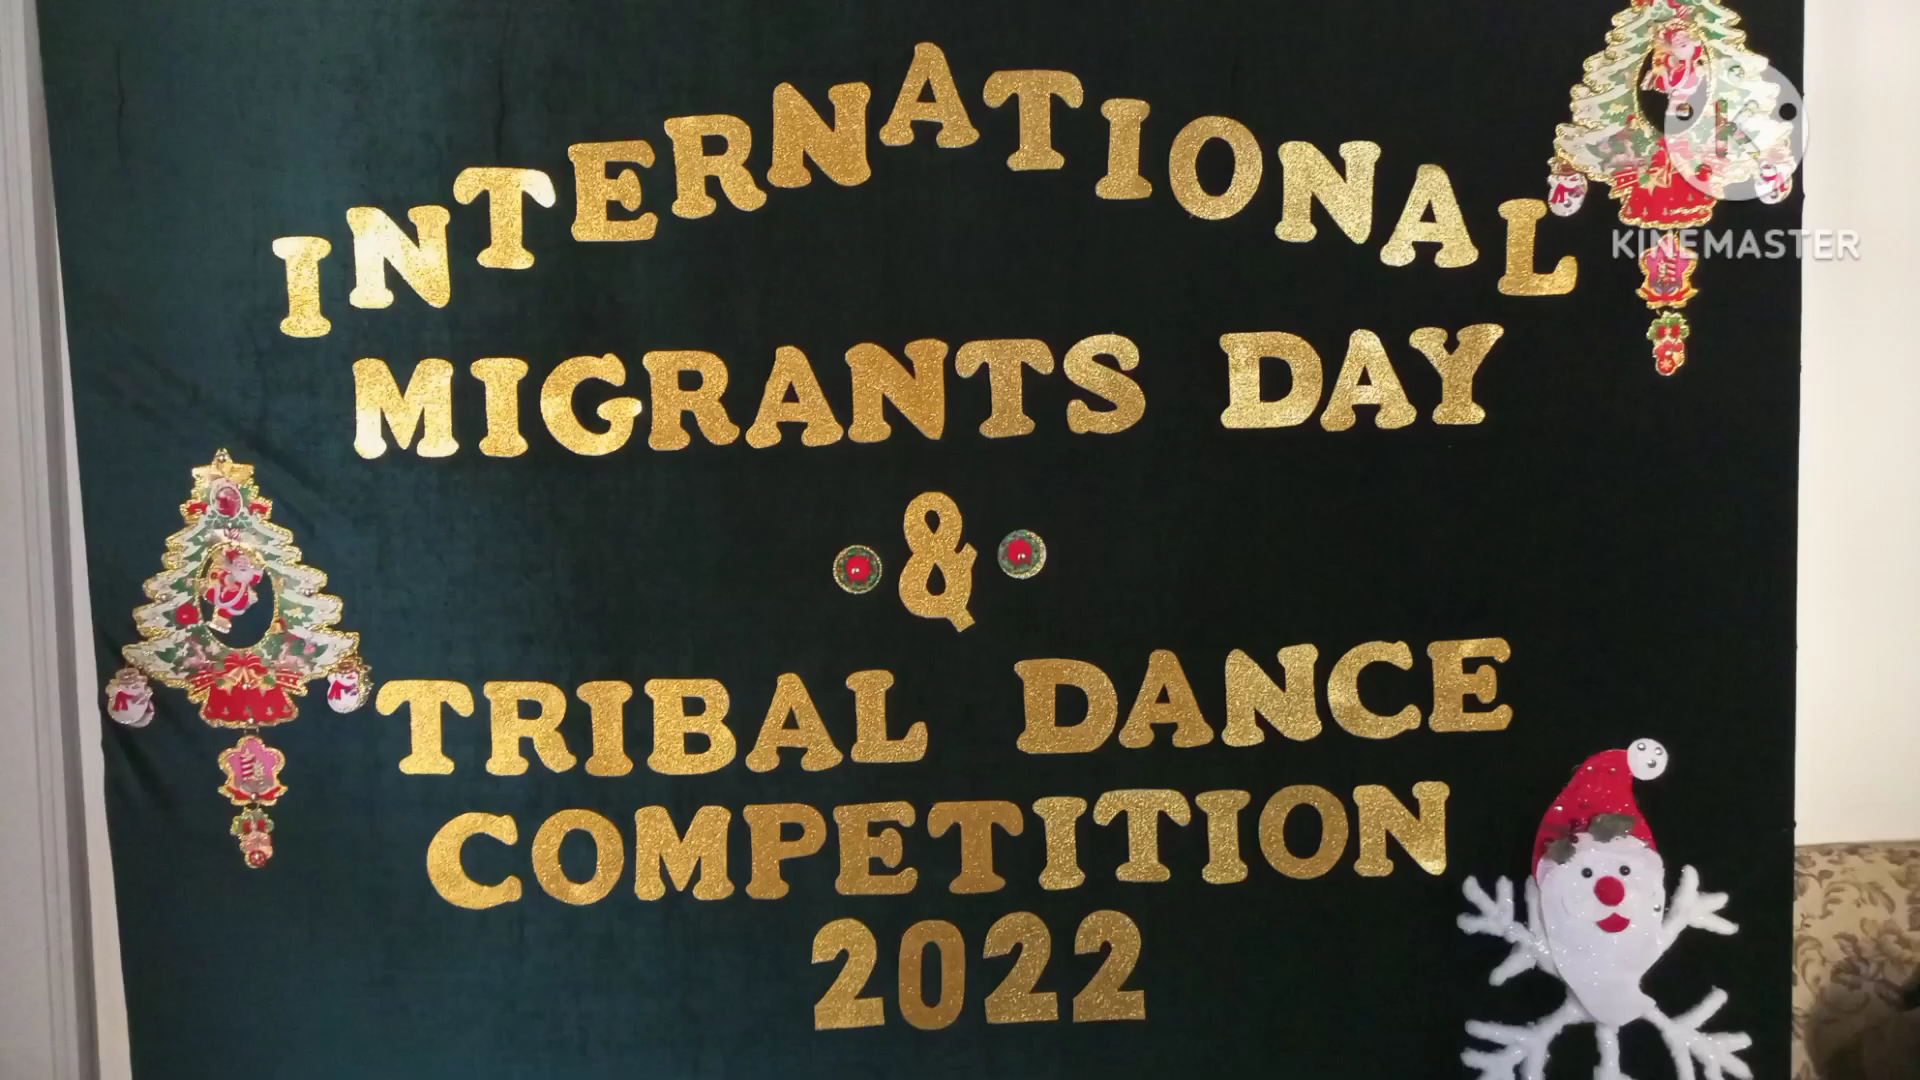 INTERNATIONAL
MIGRANTS DAY
&
TRIBAL DANCE
COMPETITION
2022
K
KINEMASTER